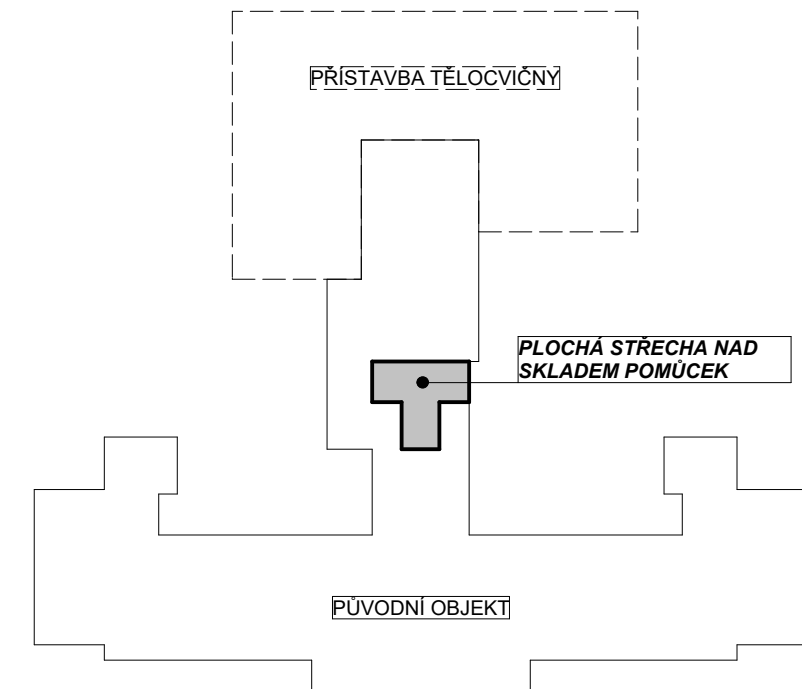 PŘÍSTAVBA TĚLOCVIČNY
PLOCHÁ STŘECHA NAD
SKLADEM POMŮCEK
PŮVODNÍ OBJEKT